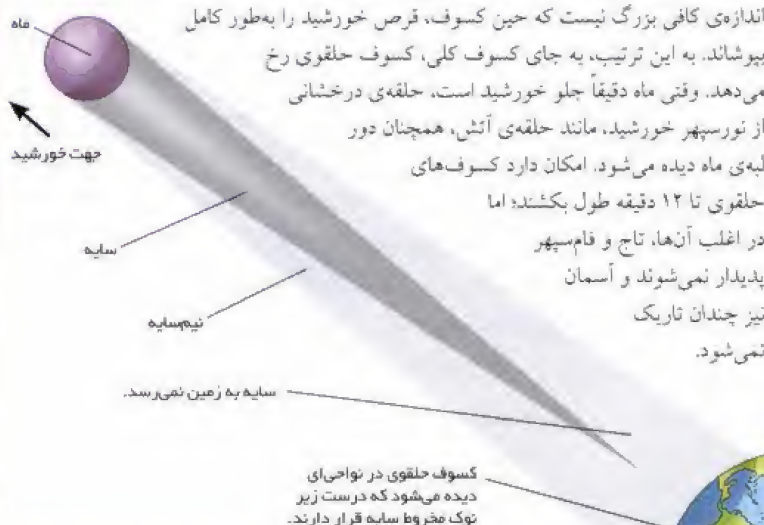 اندازه‌ی کافی بزرگ نیست که حین کسوف، قرص خورشید را به‌طور کامل
بپوشاند. به این ترتیب، به جای کسوف کلی، کسوف حلقوی رخ
می‌دهد. وقتی ماه دقیقاً جلو خورشید است، حلقه‌ی درخشانی
از نورسپهر خورشید، مانند حلقه‌ی آتش، همچنان دور
لبه‌ی ماه دیده می‌شود. امکان دارد کسوف‌های
حلقوی تا ۱۲ دقیقه طول بکشند؛ اما
در اغلب آن‌ها، تاج و فام‌سپهر
پدیدار نمی‌شوند و آسمان
نیز چندان تاریک
نمی‌شود.
ماه
جهت خورشید
سایه
نیم‌سایه
سایه به زمین نمی‌رسد.
کسوف حلقوی در نواحی‌ای
دیده می‌شود که درست زیر
نوک مخروط سایه قرار دارند.